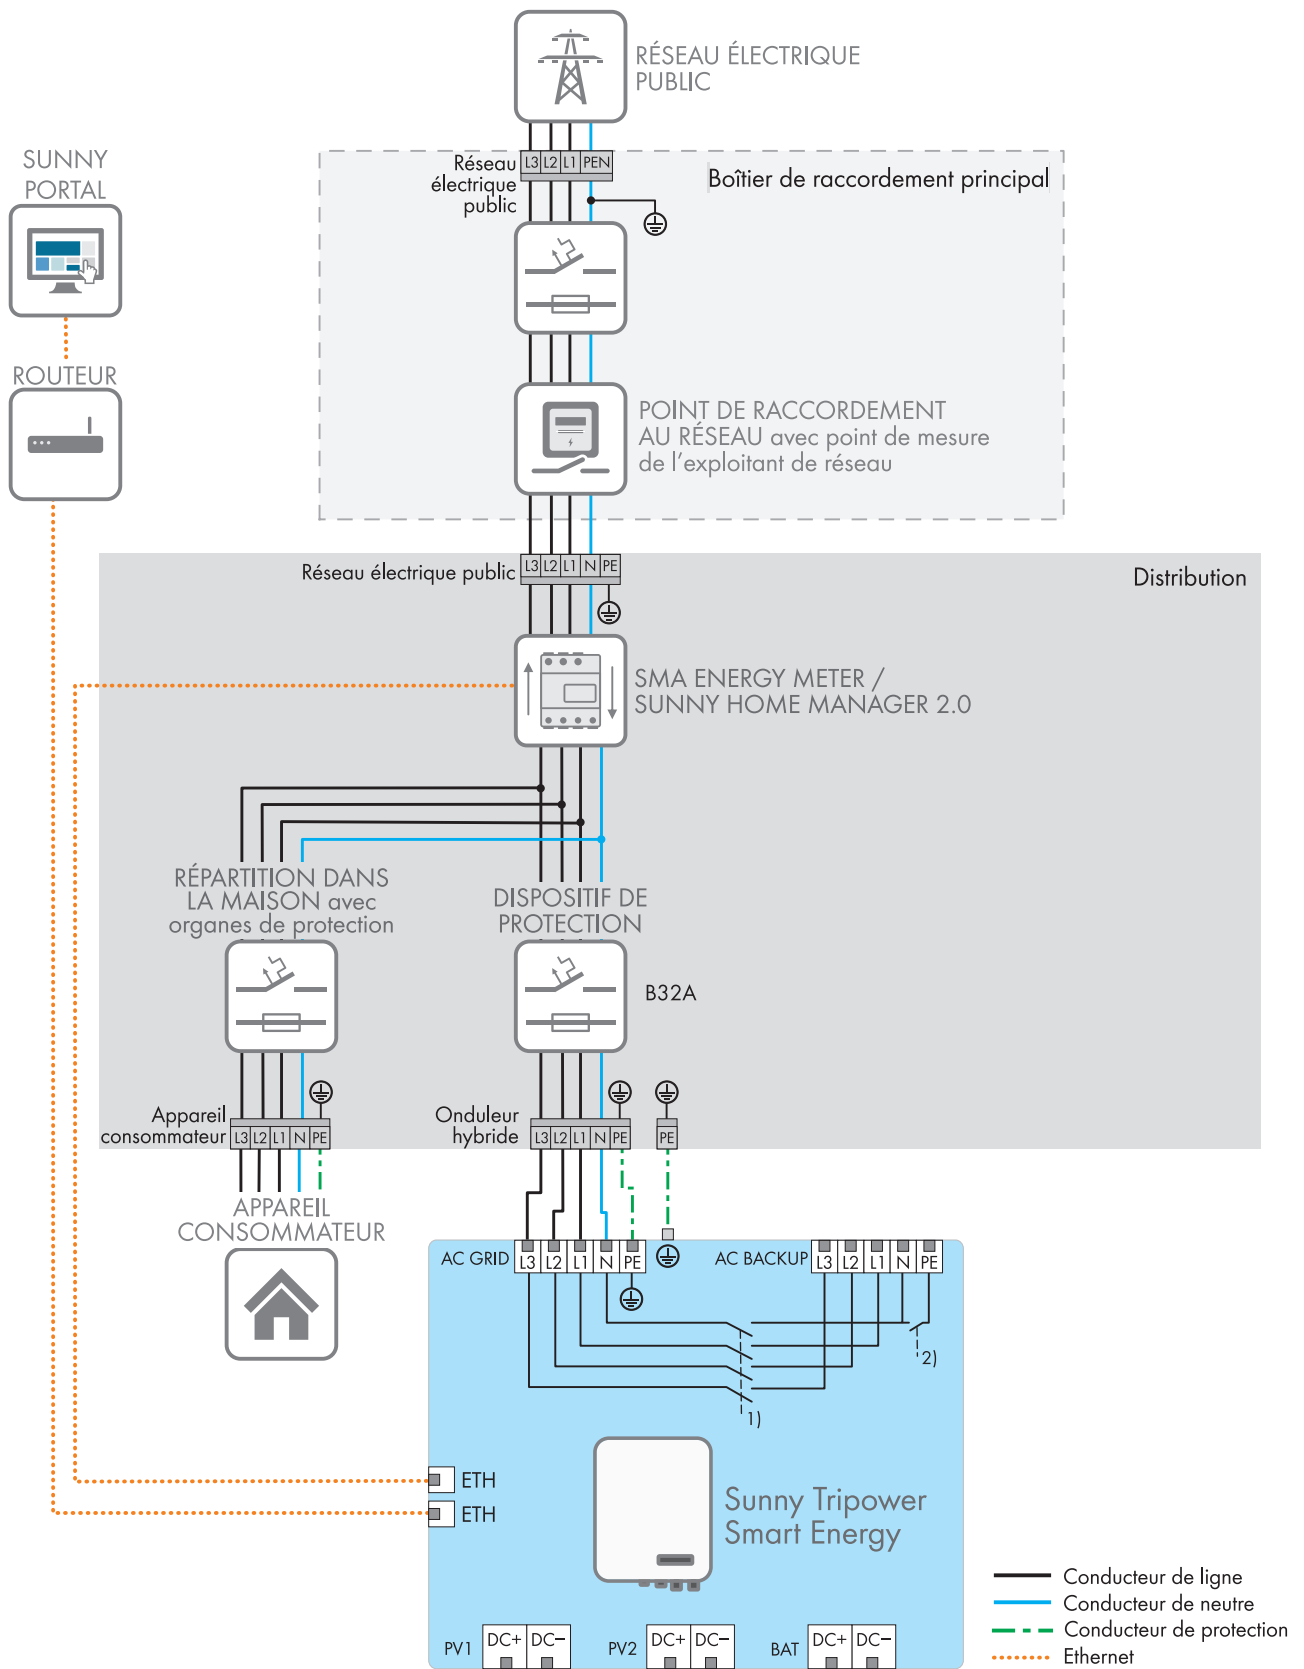 RÉSEAU ÉLECTRIQUE
PUBLIC
SUNNY
PORTAL
Réseau
électrique
public
L3 L2 L1 PEN
Boîtier de raccordement principal
ROUTEUR
POINT DE RACCORDEMENT
AU RÉSEAU avec point de mesure
de l'exploitant de réseau
Réseau électrique public
L3 L2 L1 N PE
Distribution
SMA ENERGY METER /
SUNNY HOME MANAGER 2.0
RÉPARTITION DANS
LA MAISON avec
organes de protection
DISPOSITIF DE
PROTECTION
B32A
Appareil
consommateur
L3 L2 L1 N PE
Onduleur
hybride
L3 L2 L1 N PE
PE
APPAREIL
CONSOMMATEUR
AC GRID
L3 L2 L1 N PE
AC BACKUP
L3 L2 L1 N PE
2)
1)
ETH
ETH
Sunny Tripower
Smart Energy
PV1
DC+ DC–
PV2
DC+ DC–
BAT
DC+ DC–
Conducteur de ligne
Conducteur de neutre
Conducteur de protection
Ethernet